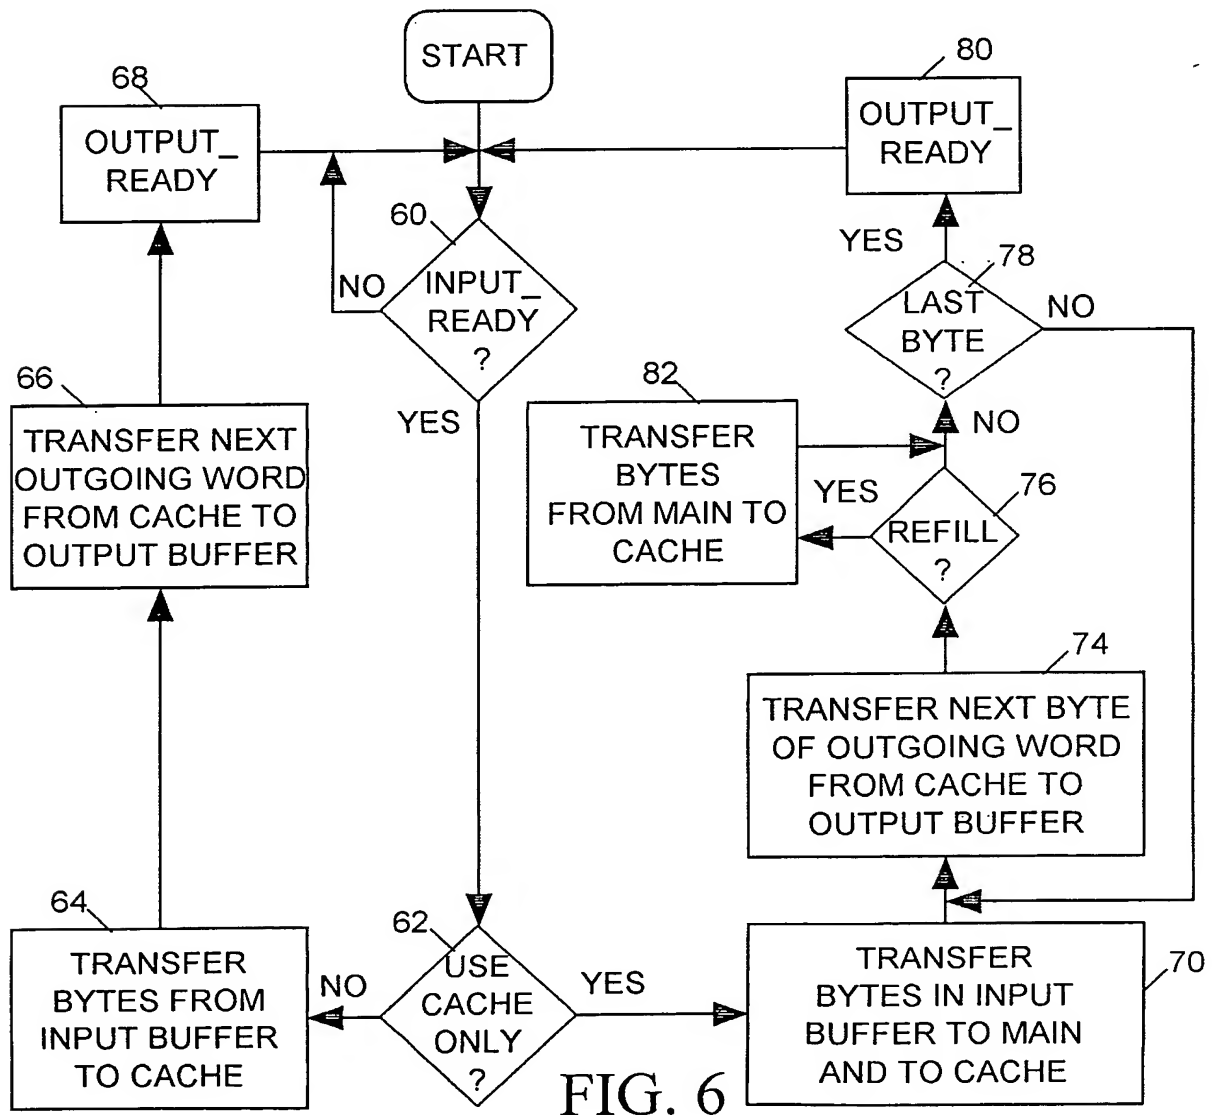 START
80
68
OUTPUT_
READY
OUTPUT_
READY
60
YES
78
NO
INPUT_
READY
?
LAST
BYTE
?
NO
66
82
YES
NO
TRANSFER NEXT
OUTGOING WORD
FROM CACHE TO
OUTPUT BUFFER
TRANSFER
BYTES
FROM MAIN TO
CACHE
YES
76
REFILL
?
74
TRANSFER NEXT BYTE
OF OUTGOING WORD
FROM CACHE TO
OUTPUT BUFFER
64
62
TRANSFER
BYTES FROM
INPUT BUFFER
TO CACHE
NO
USE
CACHE
ONLY
?
YES
TRANSFER
BYTES IN INPUT
BUFFER TO MAIN
AND TO CACHE
70
FIG. 6